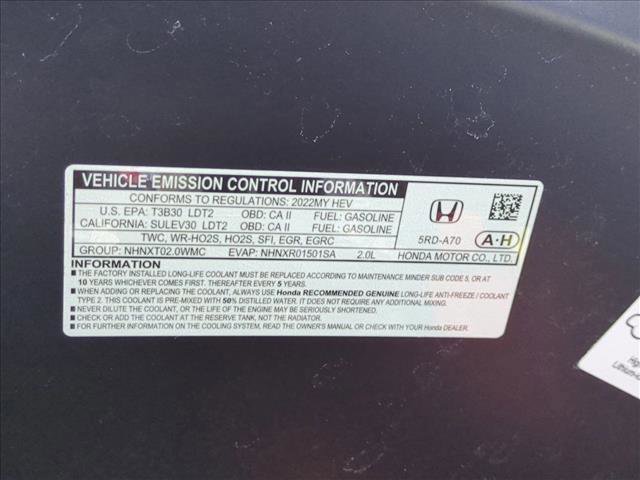 VEHICLE EMISSION CONTROL INFORMATION
CONFORMS TO REGULATIONS: 2022MY HEV
U.S. EPA: T3B30 LDT2 OBD: CA II FUEL: GASOLINE
CALIFORNIA: SULEV30 LDT2 OBD: CA II FUEL: GASOLINE
TWC, WR-HO2S, HO2S, SFI, EGR, EGRC
GROUP: NHNXT02.0WMC EVAP: NHNXR01501SA 2.0L
5RD-A70 A-H
HONDA MOTOR CO., LTD.
INFORMATION
■ THE FACTORY INSTALLED LONG-LIFE COOLANT MUST BE REPLACED ACCORDING TO MAINTENANCE MINDER SUB CODE 5, OR AT
10 YEARS WHICHEVER COMES FIRST. THEREAFTER EVERY 5 YEARS.
■ WHEN ADDING OR REPLACING THE COOLANT, ALWAYS USE Honda RECOMMENDED GENUINE LONG-LIFE ANTI-FREEZE / COOLANT
TYPE 2. THIS COOLANT IS PRE-MIXED WITH 50% DISTILLED WATER. IT DOES NOT REQUIRE ANY ADDITIONAL MIXING.
■ NEVER DILUTE THE COOLANT, OR THE LIFE OF THE ENGINE MAY BE SERIOUSLY SHORTENED.
■ CHECK OR ADD COOLANT AT THE RESERVE TANK, NOT THE RADIATOR.
■ FOR FURTHER INFORMATION ON THE COOLING SYSTEM, READ THE OWNER'S MANUAL OR CONTACT YOUR Honda DEALER.